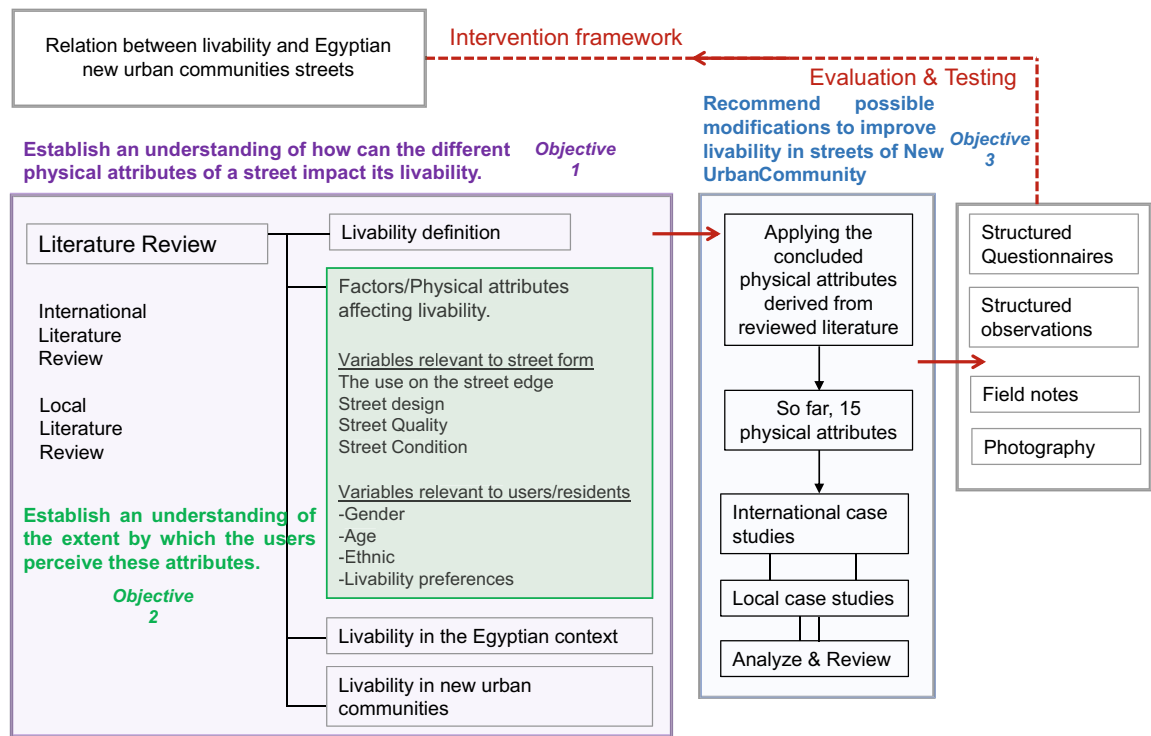 Relation between livability and Egyptian
new urban communities streets
Intervention framework
Evaluation & Testing
Establish an understanding of how can the different
physical attributes of a street impact its livability.
Objective
1
Recommend possible
modifications to improve
livability in streets of New
UrbanCommunity
Objective
3
Literature Review
International
Literature
Review
Local
Literature
Review
Establish an understanding of
the extent by which the users
perceive these attributes.
Objective
2
Livability definition
Factors/Physical attributes
affecting livability.
Variables relevant to street form
The use on the street edge
Street design
Street Quality
Street Condition
Variables relevant to users/residents
-Gender
-Age
-Ethnic
-Livability preferences
Livability in the Egyptian context
Livability in new urban
communities
Applying the
concluded
physical attributes
derived from
reviewed literature
So far, 15
physical attributes
International case
studies
Local case studies
Analyze & Review
Structured
Questionnaires
Structured
observations
Field notes
Photography